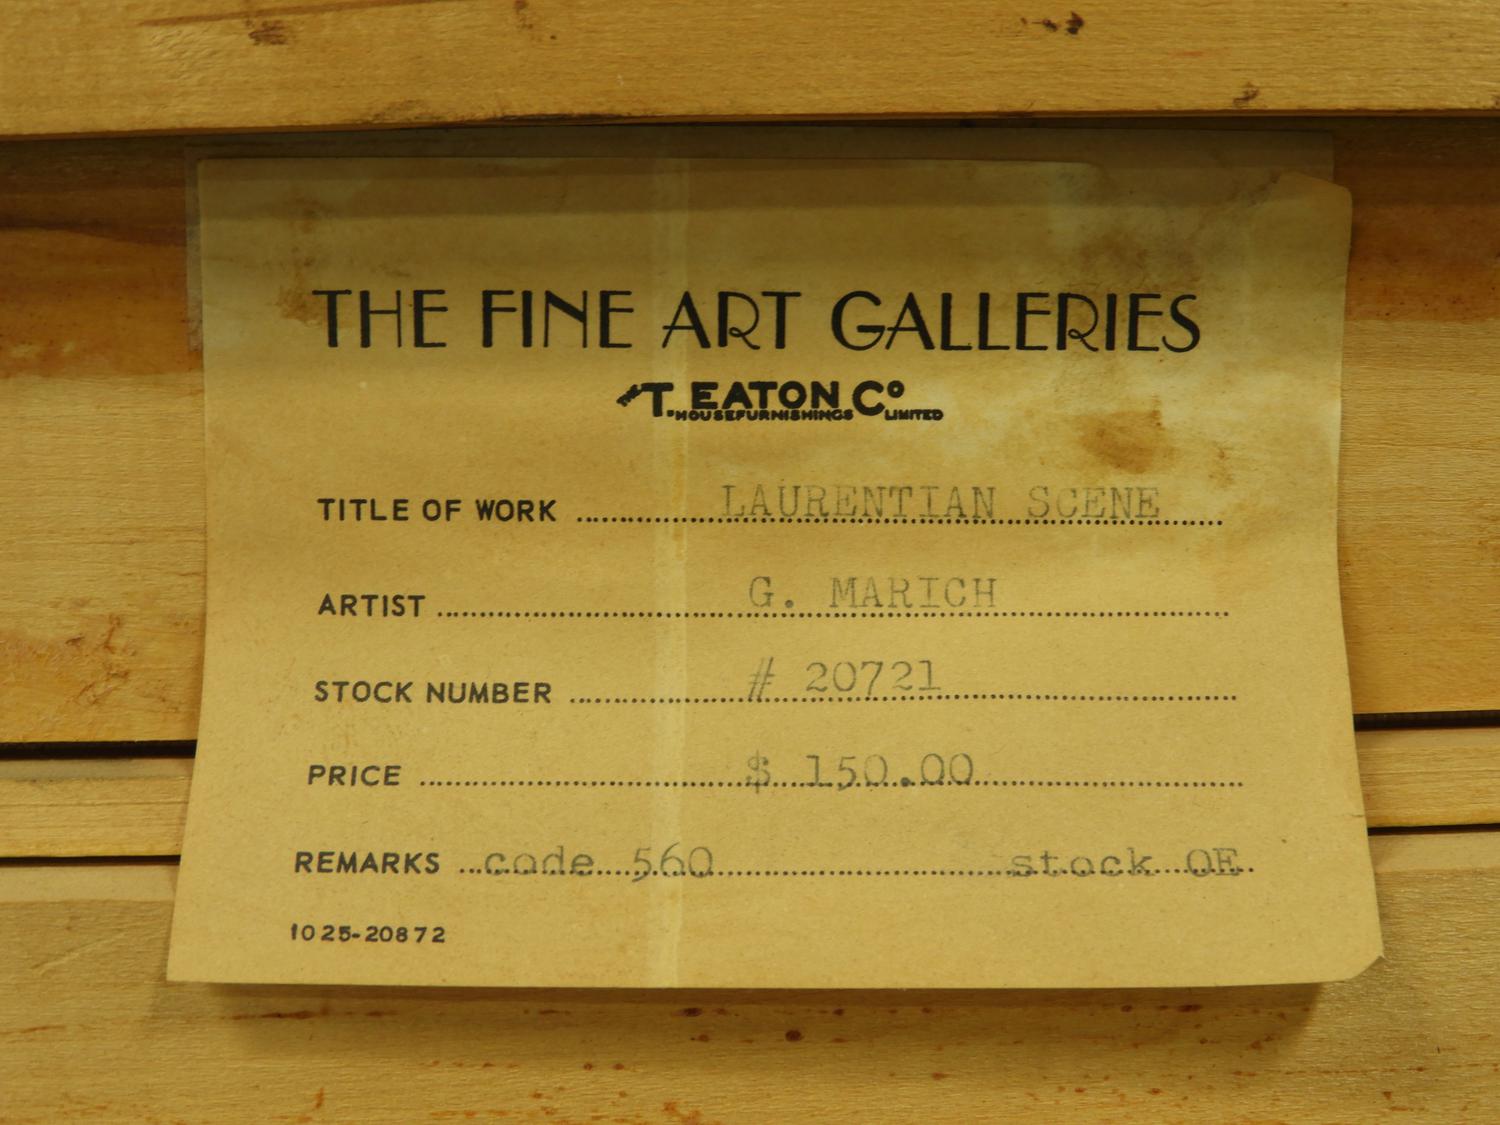 THE FINE ART GALLERIES
THE T. EATON Co LIMITED
HOUSEFURNISHINGS
TITLE OF WORK LAURENTIAN SCENE
ARTIST G. MARICH
STOCK NUMBER # 20721
PRICE $ 150.00
REMARKS code 560 stock OE
1025-20872